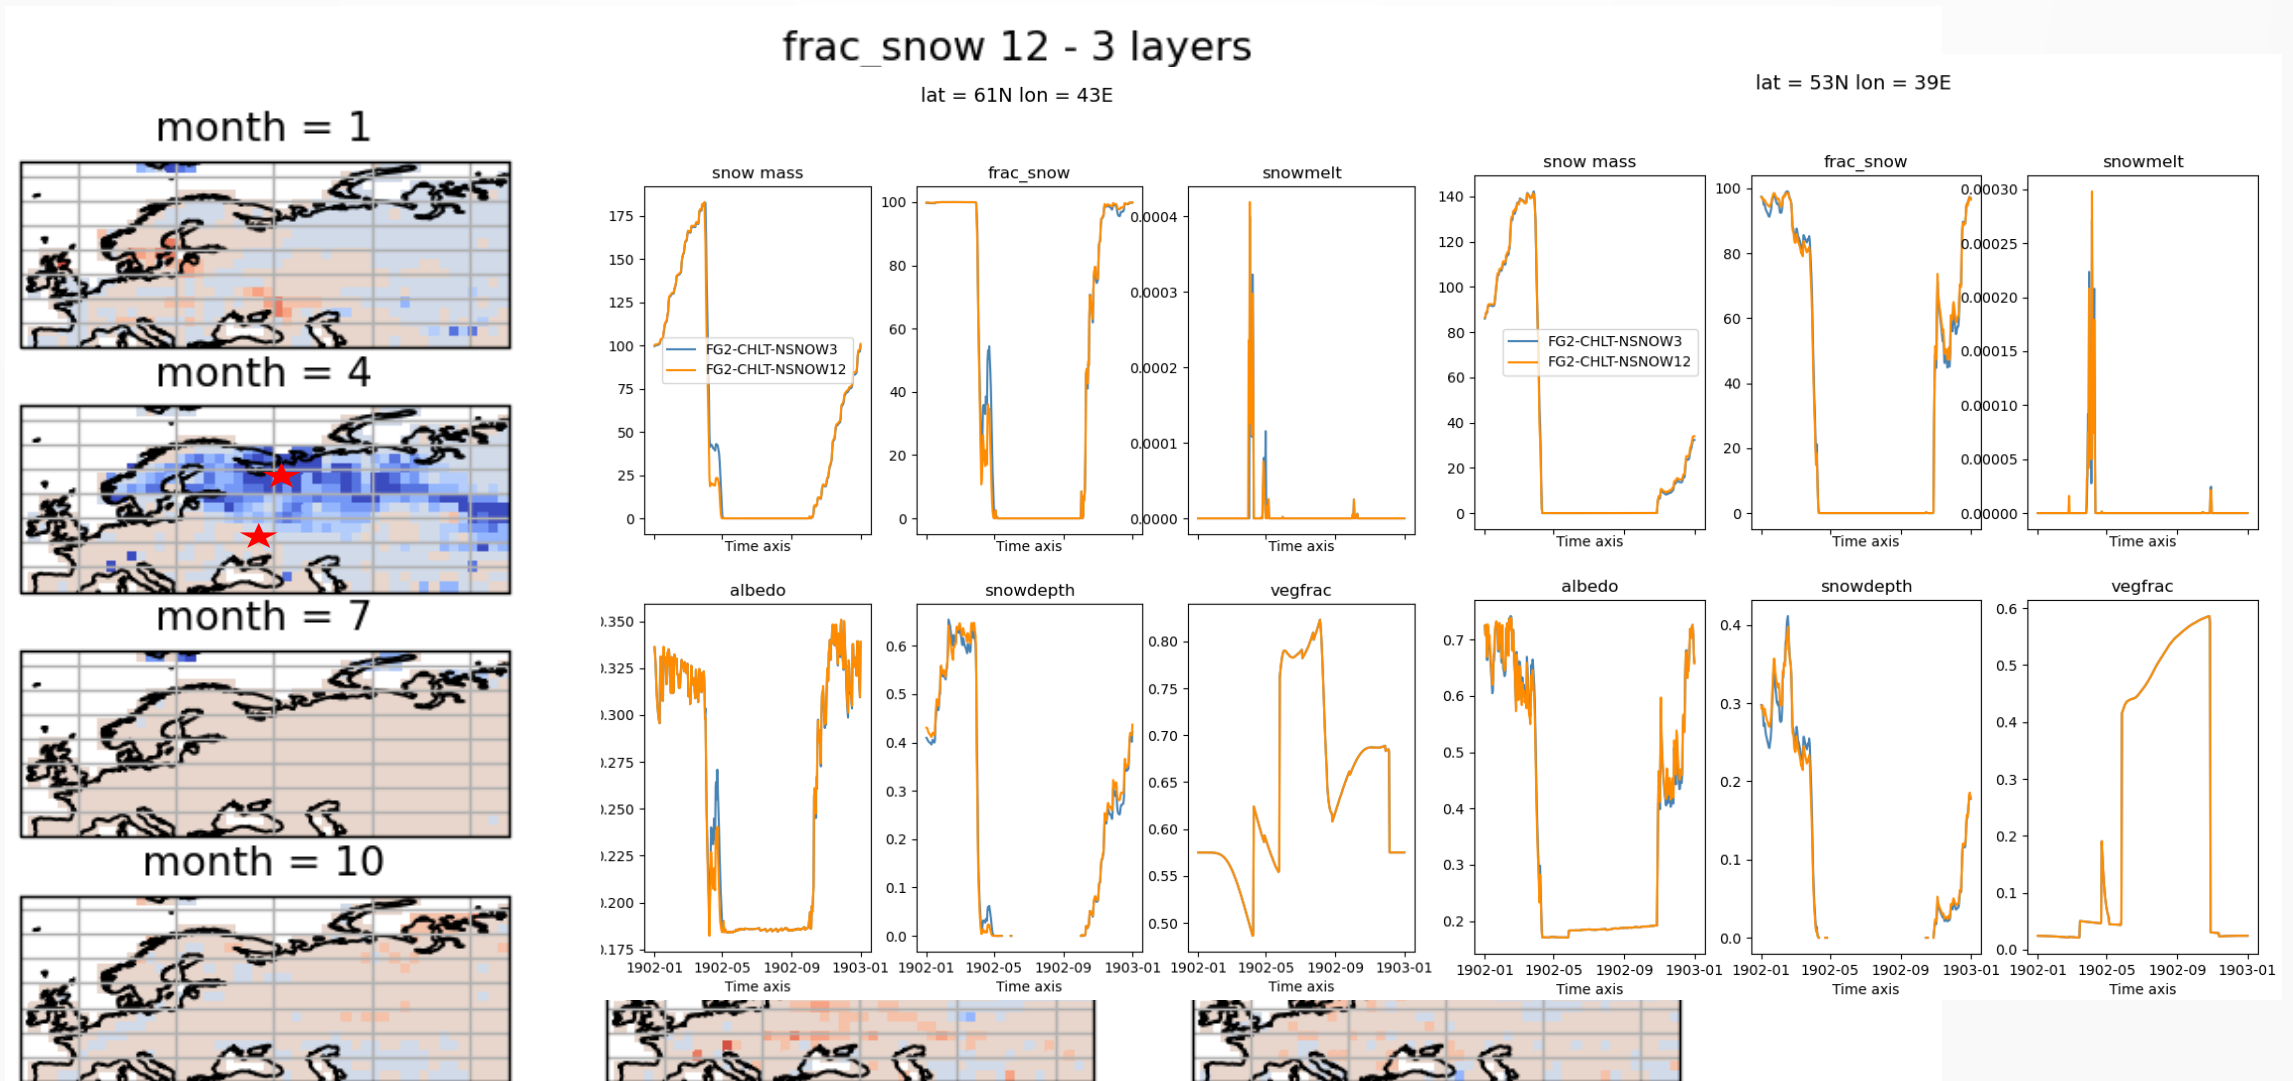 frac_snow 12 - 3 layers
lat = 61N lon = 43E
lat = 53N lon = 39E
month = 1
month = 4
month = 7
month = 10
snow mass
175
150
125
100
75
50
25
0
FG2-CHLT-NSNOW3
FG2-CHLT-NSNOW12
Time axis
frac_snow
100
80
60
40
20
0
Time axis
snowmelt
0.0004
0.0003
0.0002
0.0001
0.0000
Time axis
albedo
).350
).325
).300
).275
).250
).225
).200
).175
1902-01 1902-05 1902-09 1903-01
Time axis
snowdepth
0.6
0.5
0.4
0.3
0.2
0.1
0.0
1902-01 1902-05 1902-09 1903-01
Time axis
vegfrac
0.80
0.75
0.70
0.65
0.60
0.55
0.50
1902-01 1902-05 1902-09 1903-01
Time axis
snow mass
140
120
100
80
60
40
20
0
FG2-CHLT-NSNOW3
FG2-CHLT-NSNOW12
Time axis
frac_snow
100
80
60
40
20
0
Time axis
snowmelt
0.00030
0.00025
0.00020
0.00015
0.00010
0.00005
0.00000
Time axis
albedo
0.7
0.6
0.5
0.4
0.3
0.2
1902-01 1902-05 1902-09 1903-01
Time axis
snowdepth
0.4
0.3
0.2
0.1
0.0
1902-01 1902-05 1902-09 1903-01
Time axis
vegfrac
0.6
0.5
0.4
0.3
0.2
0.1
0.0
1902-01 1902-05 1902-09 1903-01
Time axis